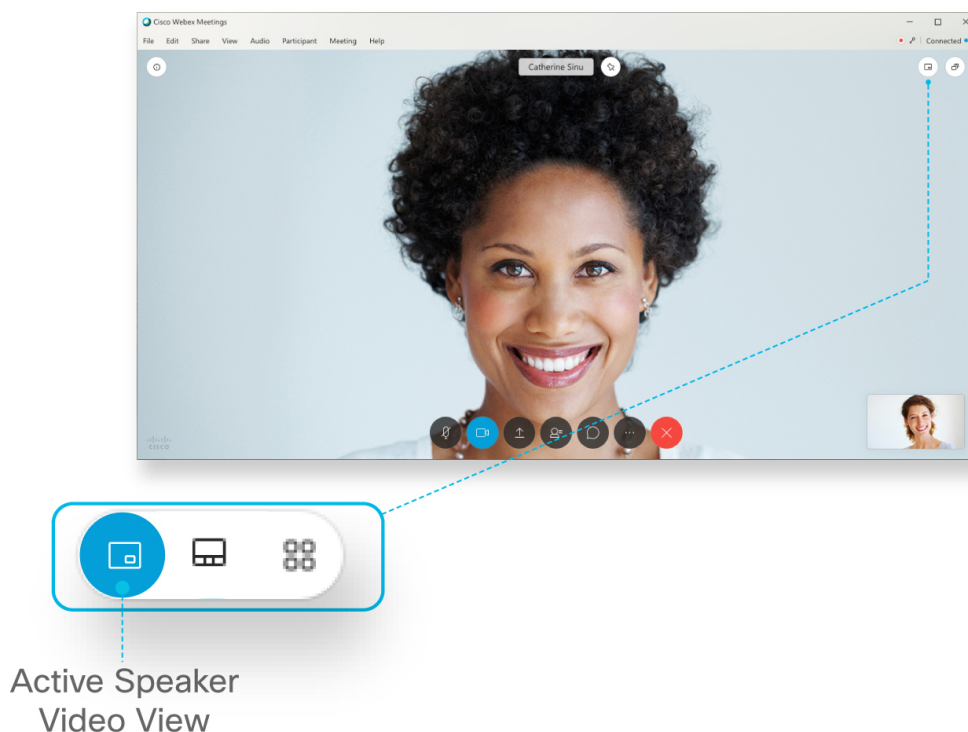 Cisco Webex Meetings
File Edit Share View Audio Participant Meeting Help
Connected
Catherine Sinu
CISCO
Active Speaker
Video View